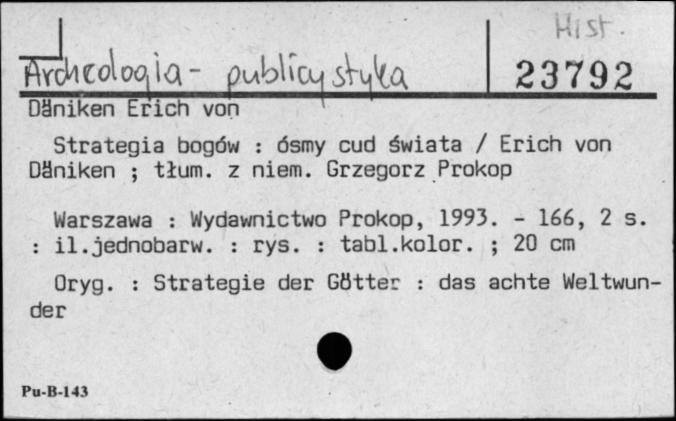 Hist.
Archeologia - publicystyka
23792
Däniken Erich von
Strategia bogów : ósmy cud świata / Erich von
Däniken ; tłum. z niem. Grzegorz Prokop
Warszawa : Wydawnictwo Prokop, 1993. - 166, 2 s.
: il.jednobarw. : rys. : tabl.kolor. ; 20 cm
Oryg. : Strategie der Götter : das achte Weltwun-
der
Pu-B-143